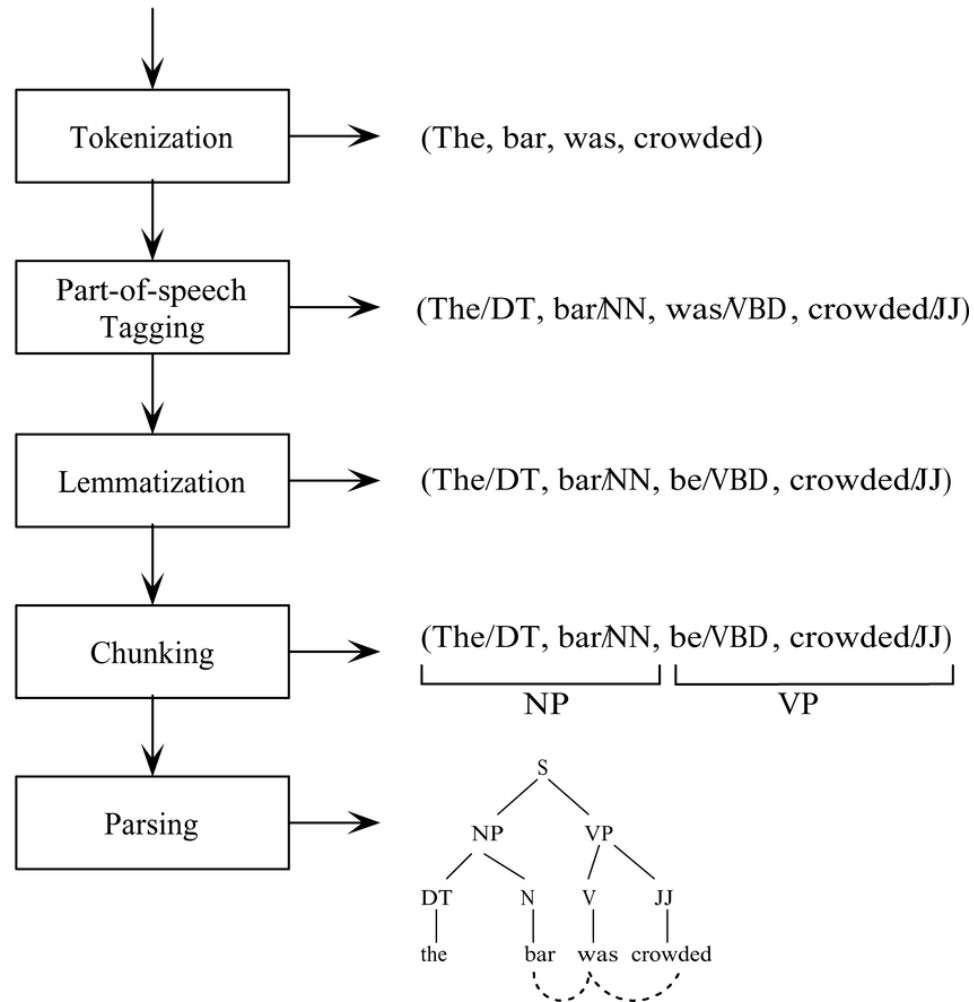 Tokenization
(The, bar, was, crowded)
Part-of-speech
Tagging
(The/DT, bar/NN, was/VBD, crowded/JJ)
Lemmatization
(The/DT, bar/NN, be/VBD, crowded/JJ)
Chunking
(The/DT, bar/NN, be/VBD, crowded/JJ)
NP VP
Parsing
S
NP VP
DT N V JJ
the bar was crowded